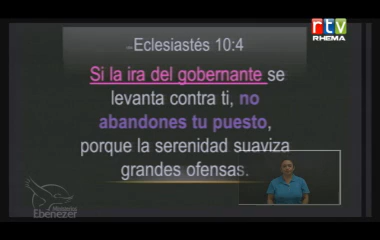 rtv
RHEMA
Eclesiastés 10:4
Si la ira del gobernante se
levanta contra ti, no
abandones tu puesto,
porque la serenidad suaviza
grandes ofensas.
Ministerios
Ebenezer